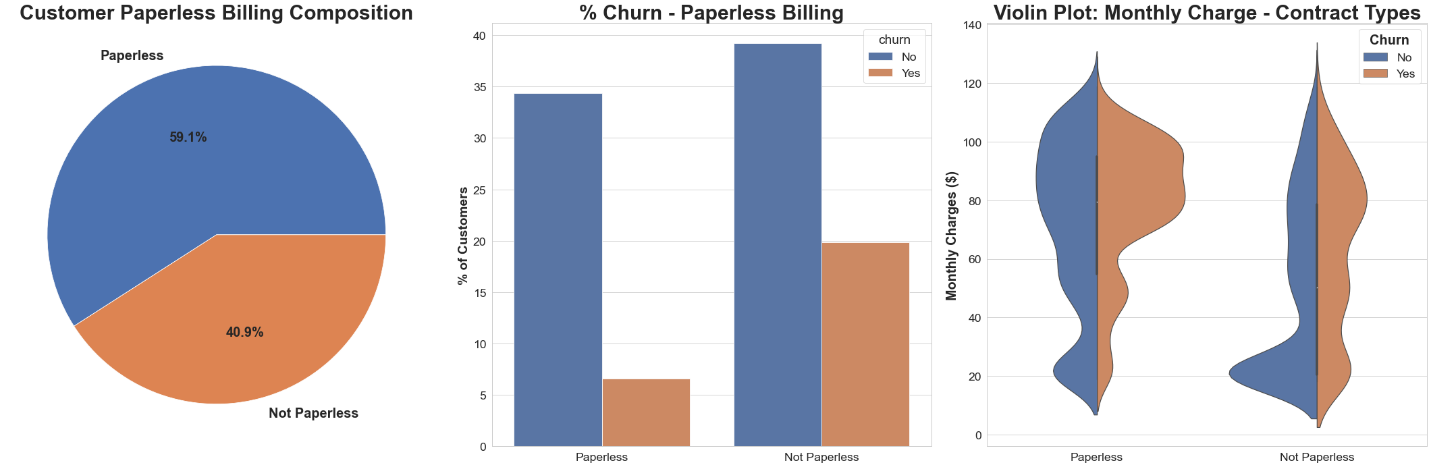 Customer Paperless Billing Composition
Paperless
59.1%
40.9%
Not Paperless
% Churn - Paperless Billing
churn
No
Yes
% of Customers
40
35
30
25
20
15
10
5
0
Paperless
Not Paperless
Violin Plot: Monthly Charge - Contract Types
Churn
No
Yes
Monthly Charges ($)
140
120
100
80
60
40
20
0
Paperless
Not Paperless